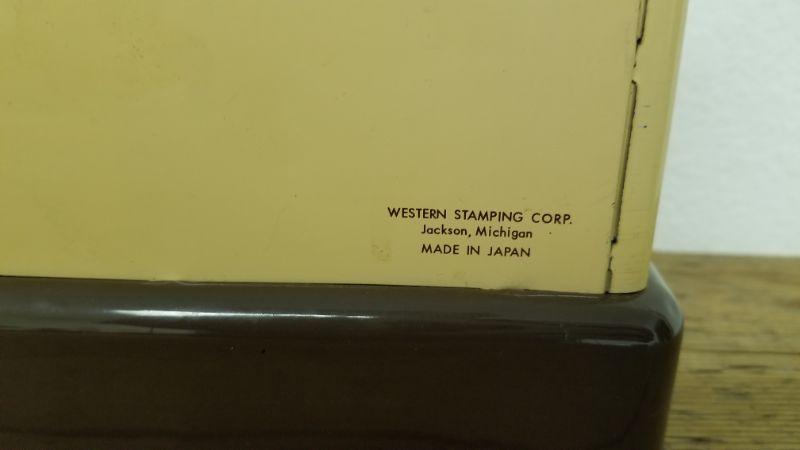 WESTERN STAMPING CORP.
Jackson, Michigan
MADE IN JAPAN